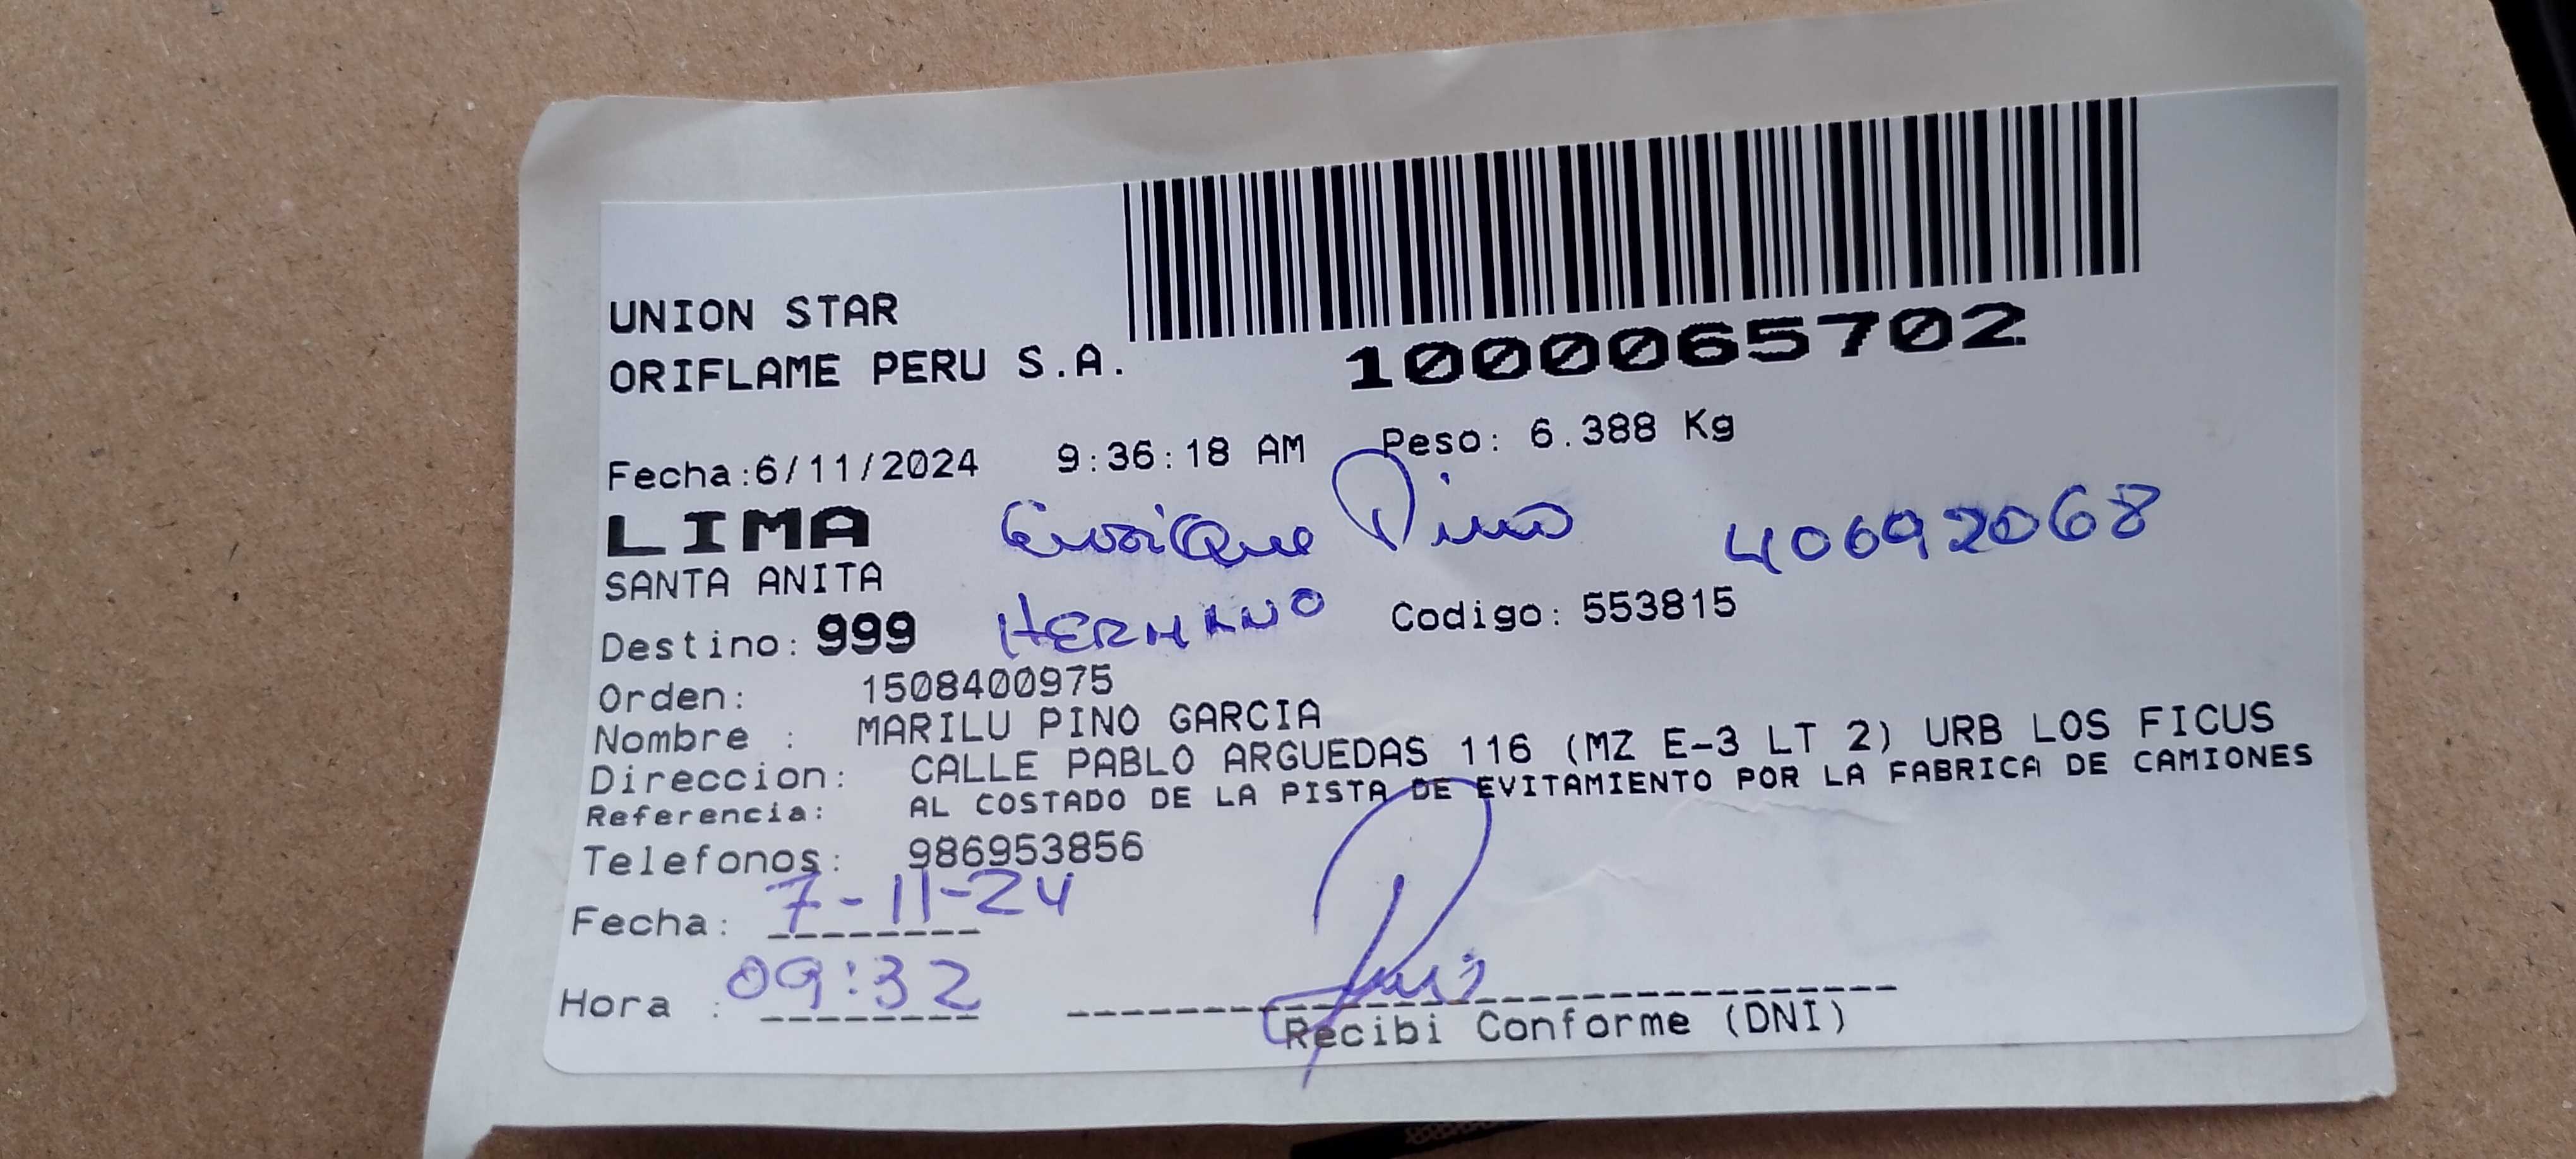 UNION STAR
ORIFLAME PERU S.A.
1000065702
Fecha:6/11/2024 9:36:18 AM Peso: 6.388 Kg
LIMA Enrique Pino 40692068
SANTA ANITA
Destino: 999 HERMANO Codigo: 553815
Orden: 1508400975
Nombre : MARILU PINO GARCIA
Direccion: CALLE PABLO ARGUEDAS 116 (MZ E-3 LT 2) URB LOS FICUS
Referencia: AL COSTADO DE LA PISTA DE EVITAMIENTO POR LA FABRICA DE CAMIONES
Telefonos: 986953856
Fecha: 7-11-24
Hora : 09:32
Recibi Conforme (DNI)